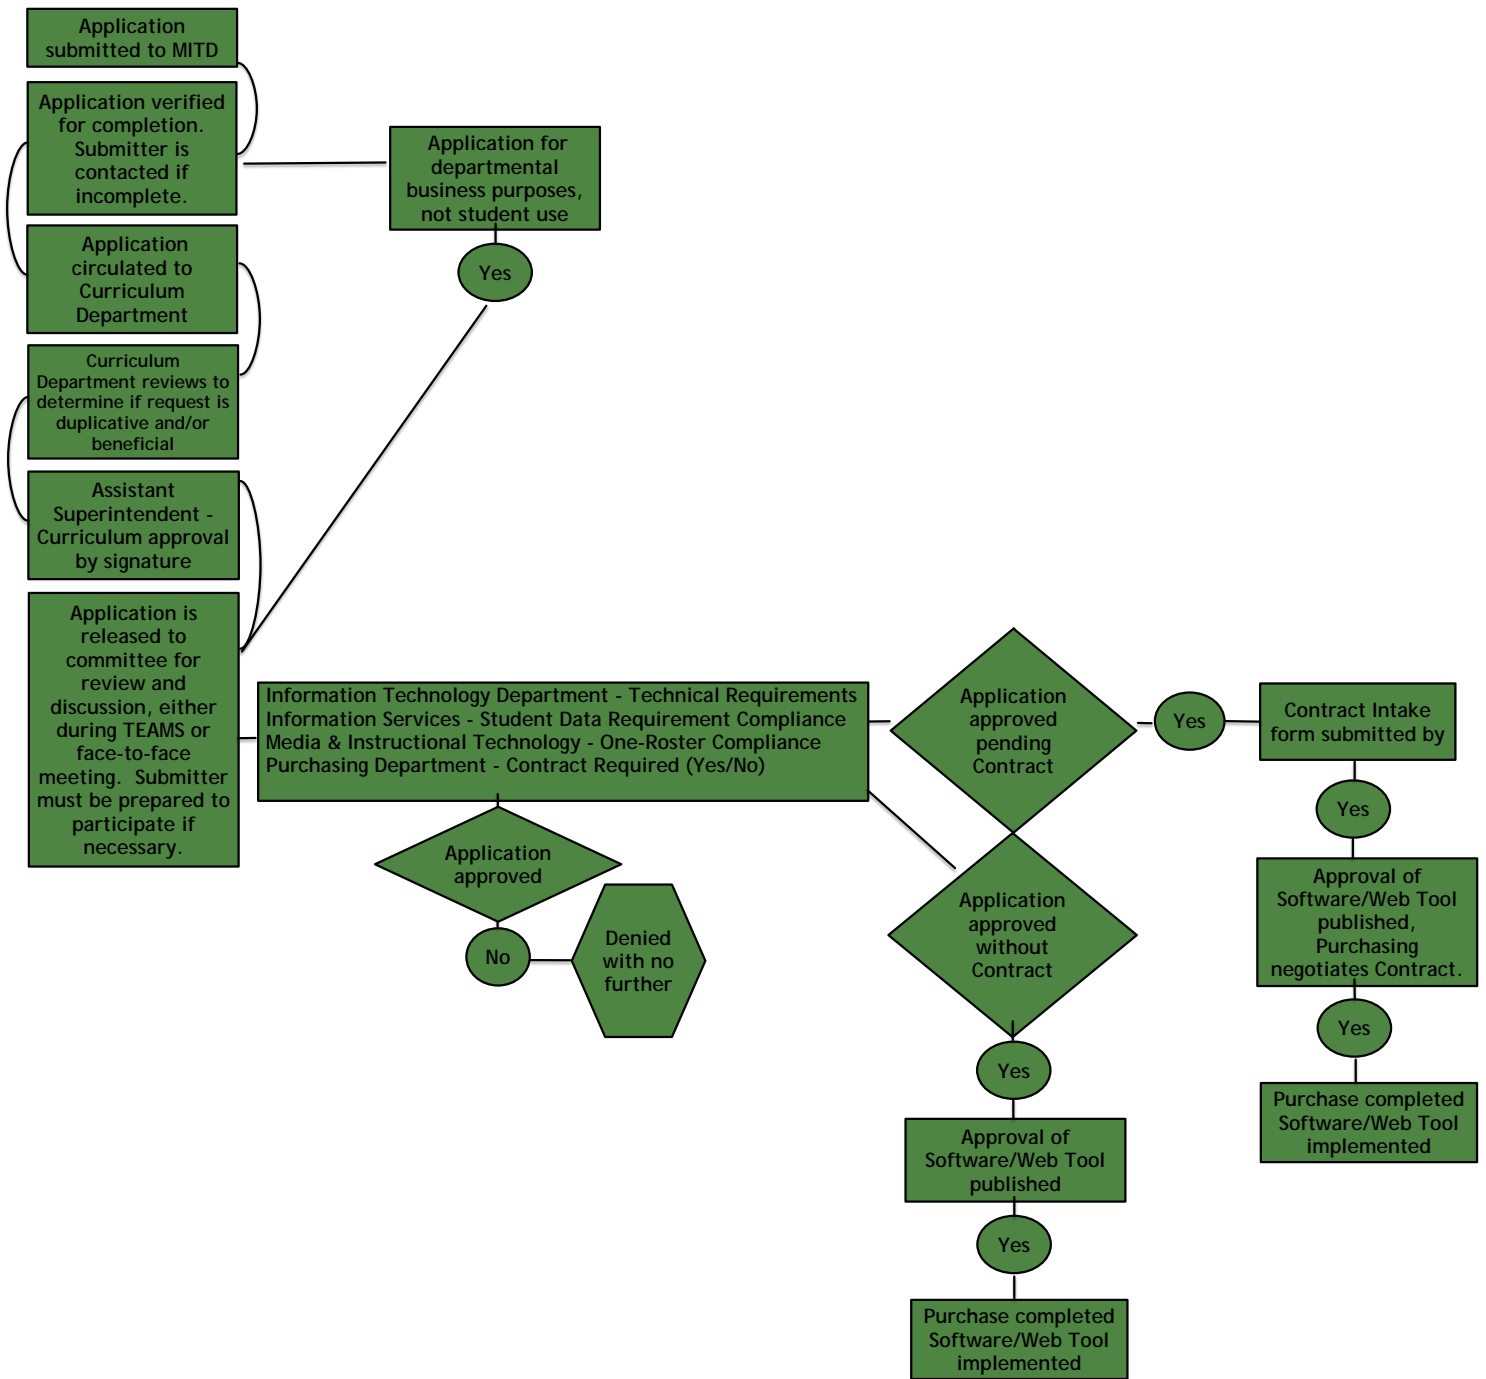 Application
submitted to MITD
Application verified
for completion.
Submitter is
contacted if
incomplete.
Application for
departmental
business purposes,
not student use
Yes
Application
circulated to
Curriculum
Department
Curriculum
Department reviews to
determine if request is
duplicative and/or
beneficial
Assistant
Superintendent -
Curriculum approval
by signature
Application is
released to
committee for
review and
discussion, either
during TEAMS or
face-to-face
meeting. Submitter
must be prepared to
participate if
necessary.
Information Technology Department - Technical Requirements
Information Services - Student Data Requirement Compliance
Media & Instructional Technology - One-Roster Compliance
Purchasing Department - Contract Required (Yes/No)
Application
approved
No
Denied
with no
further
Application
approved
pending
Contract
Yes
Contract Intake
form submitted by
Yes
Approval of
Software/Web Tool
published,
Purchasing
negotiates Contract.
Yes
Purchase completed
Software/Web Tool
implemented
Application
approved
without
Contract
Yes
Approval of
Software/Web Tool
published
Yes
Purchase completed
Software/Web Tool
implemented